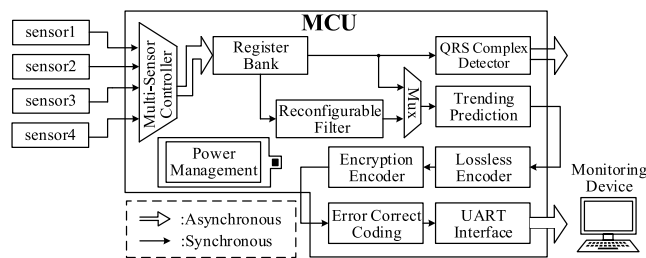 MCU
sensor1
sensor2
sensor3
sensor4
Multi-Sensor
Controller
Register
Bank
QRS Complex
Detector
Reconfigurable
Filter
Mux
Trending
Prediction
Power
Management
Encryption
Encoder
Lossless
Encoder
Monitoring
Device
:Asynchronous
:Synchronous
Error Correct
Coding
UART
Interface